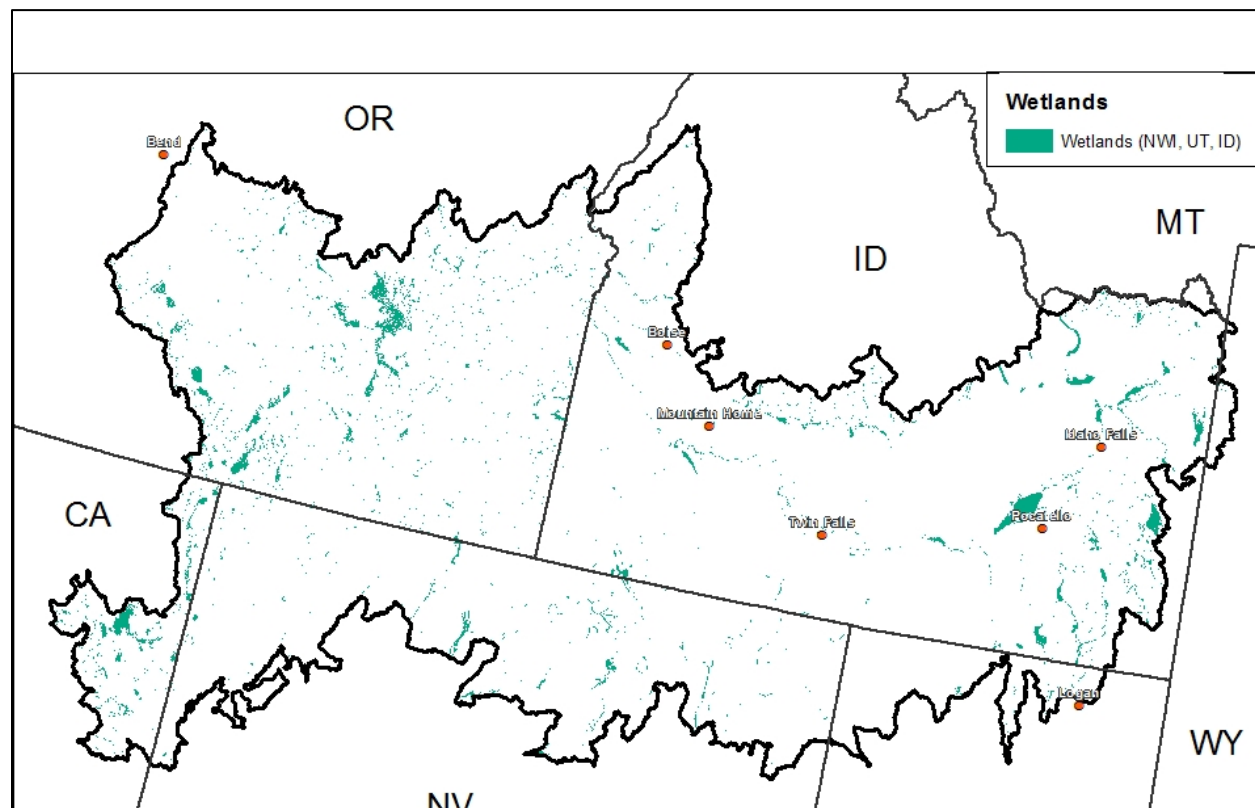 OR
Bend
Wetlands
Wetlands (NWI, UT, ID)
MT
ID
Boise
Mountain Home
Idaho Falls
CA
Twin Falls
Pocatello
Logan
WY
NV